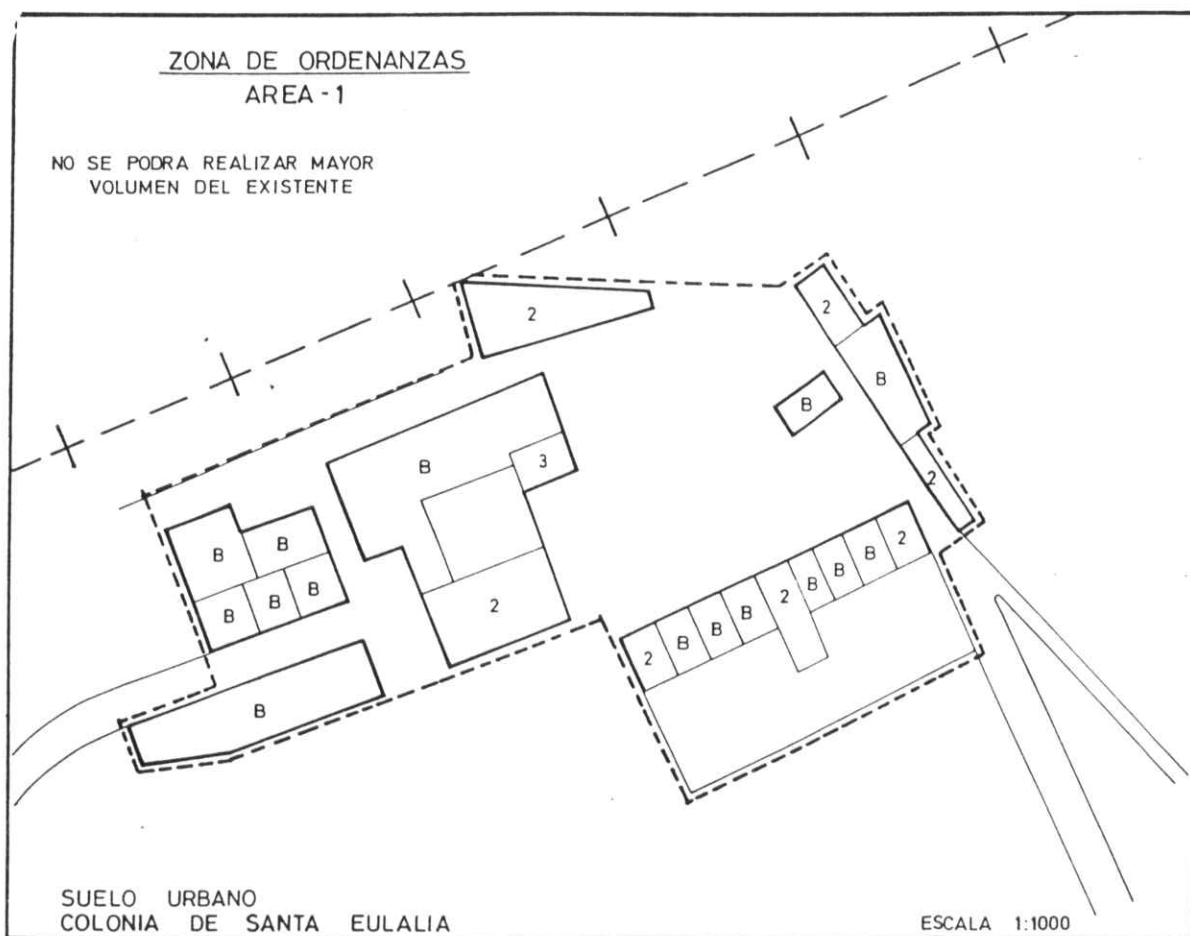 ZONA DE ORDENANZAS
AREA - 1
NO SE PODRA REALIZAR MAYOR
VOLUMEN DEL EXISTENTE
2
2
B
B
2
B
3
2
B
B
B
B
B
B
2
B
B
B
2
B
B
B
2
SUELO URBANO
COLONIA DE SANTA EULALIA
ESCALA 1:1000